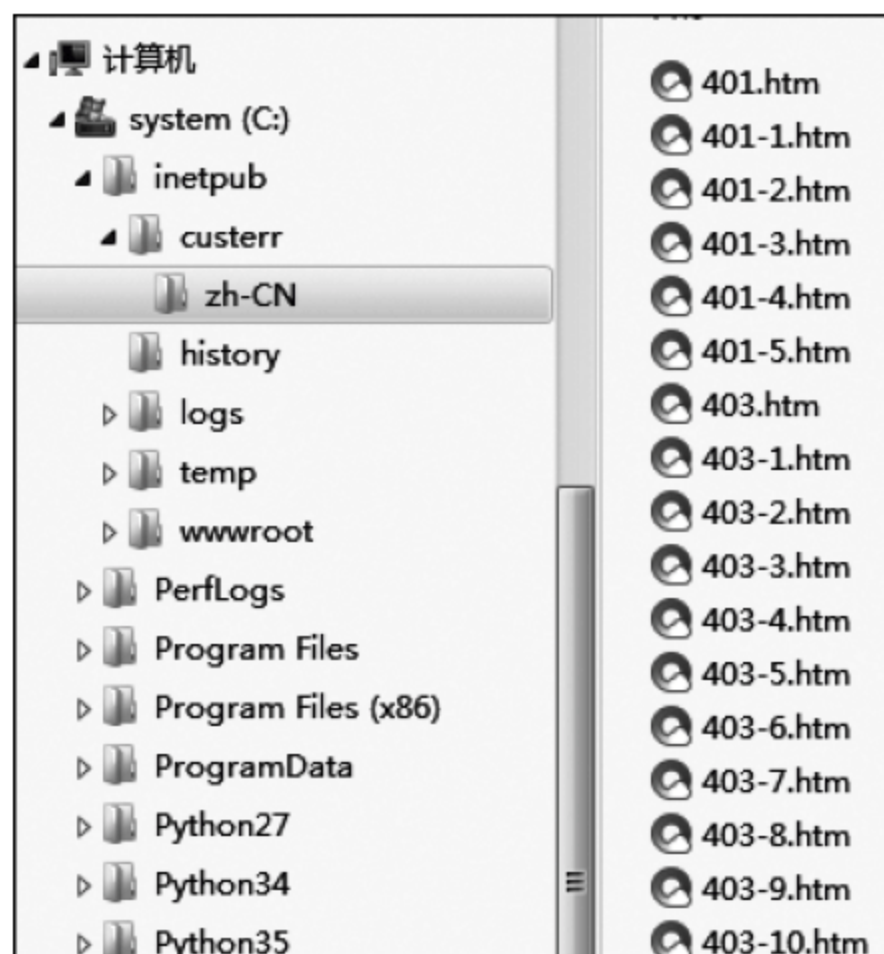 计算机
system (C:)
inetpub
custerr
zh-CN
history
logs
temp
wwwroot
PerfLogs
Program Files
Program Files (x86)
ProgramData
Python27
Python34
Python35
401.htm
401-1.htm
401-2.htm
401-3.htm
401-4.htm
401-5.htm
403.htm
403-1.htm
403-2.htm
403-3.htm
403-4.htm
403-5.htm
403-6.htm
403-7.htm
403-8.htm
403-9.htm
403-10.htm